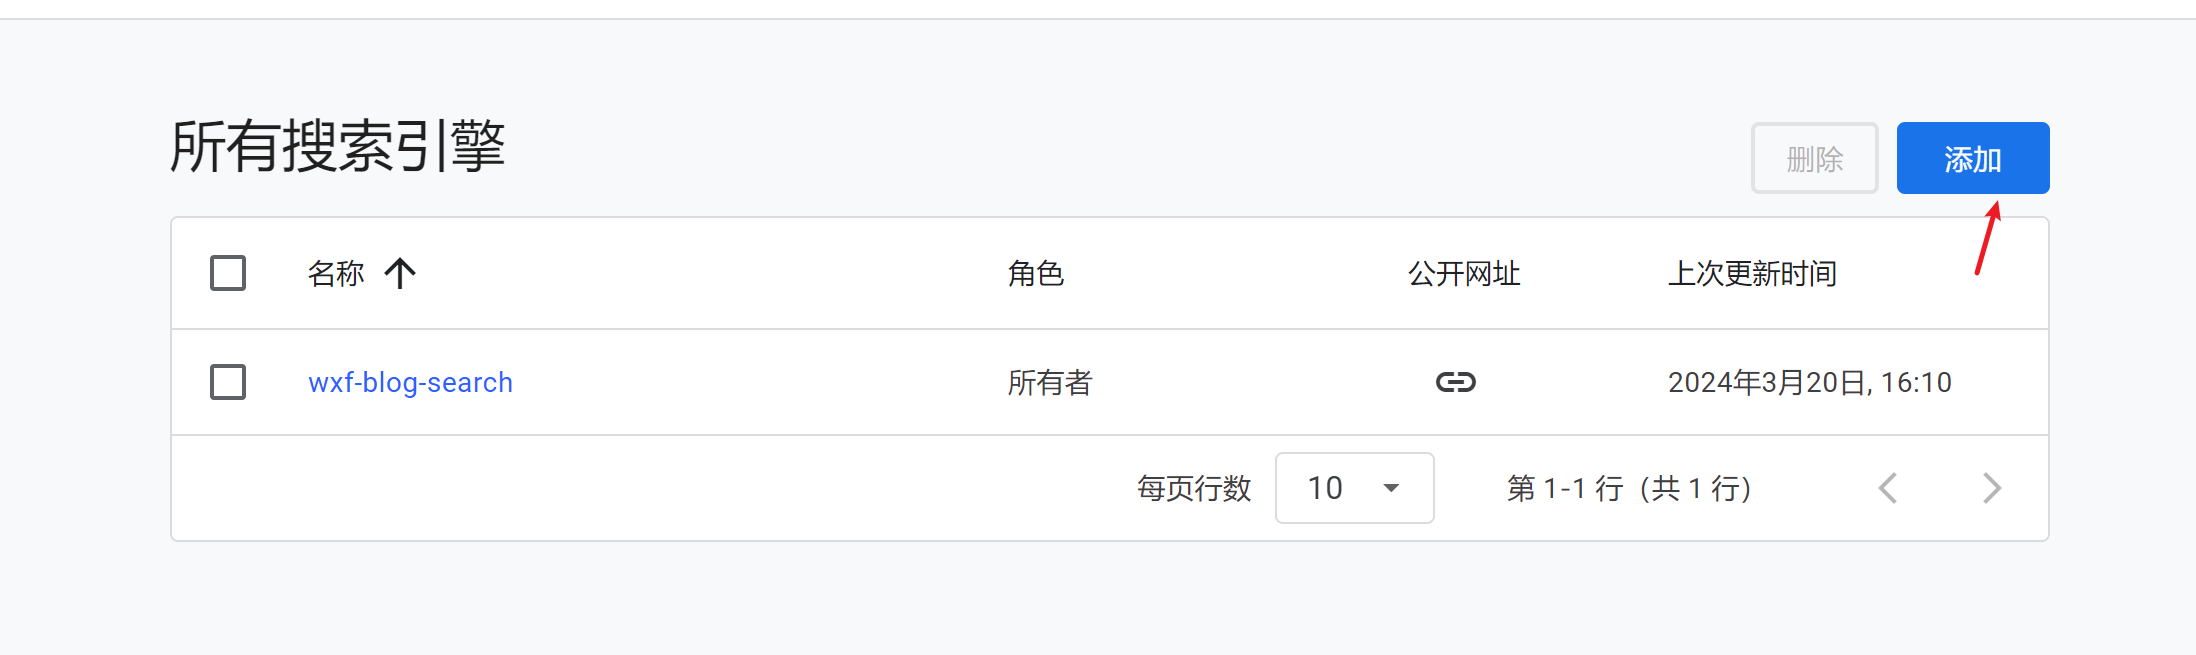 所有搜索引擎
删除 添加
名称 角色 公开网址 上次更新时间
wxf-blog-search 所有者 2024年3月20日, 16:10
每页行数 10 第 1-1 行（共 1 行）